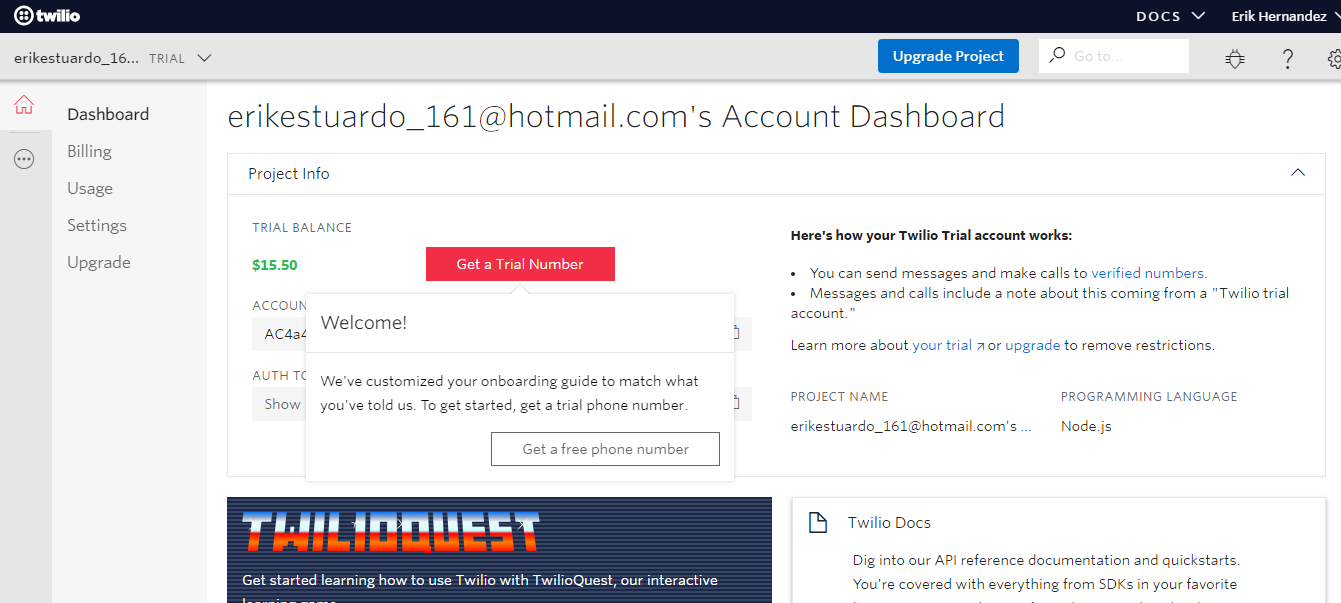 twilio
DOCS
Erik Hernandez
erikestuardo_16... TRIAL
Upgrade Project
Go to...
?
Dashboard
Billing
Usage
Settings
Upgrade
erikestuardo_161@hotmail.com's Account Dashboard
Project Info
TRIAL BALANCE
$15.50
Get a Trial Number
ACCOUN
AC4a4
AUTH TO
Show
Welcome!
We've customized your onboarding guide to match what
you've told us. To get started, get a trial phone number.
Get a free phone number
Here's how your Twilio Trial account works:
• You can send messages and make calls to verified numbers.
• Messages and calls include a note about this coming from a "Twilio trial
account."
Learn more about your trial or upgrade to remove restrictions.
PROJECT NAME
erikestuardo_161@hotmail.com's ...
PROGRAMMING LANGUAGE
Node.js
TWILIOQUEST
Get started learning how to use Twilio with TwilioQuest, our interactive
learning game
Twilio Docs
Dig into our API reference documentation and quickstarts.
You're covered with everything from SDKs in your favorite